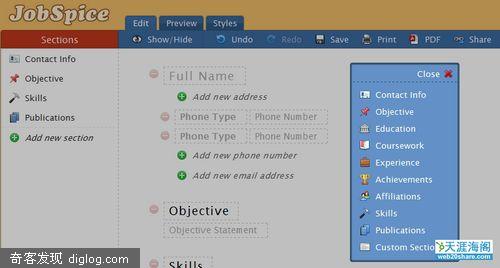 JobSpice
Edit
Preview
Styles
Sections
Show/Hide
Undo
Redo
Save
Print
PDF
Share
Contact Info
Objective
Skills
Publications
Add new section
Full Name
Add new address
Phone Type
Phone Number
Phone Type
Phone Number
Add new phone number
Add new email address
Objective
Objective Statement
Skills
Close
Contact Info
Objective
Education
Coursework
Experience
Achievements
Affiliations
Skills
Publications
Custom Sectio
奇客发现 diglog.com
天涯海阁
web20share.com